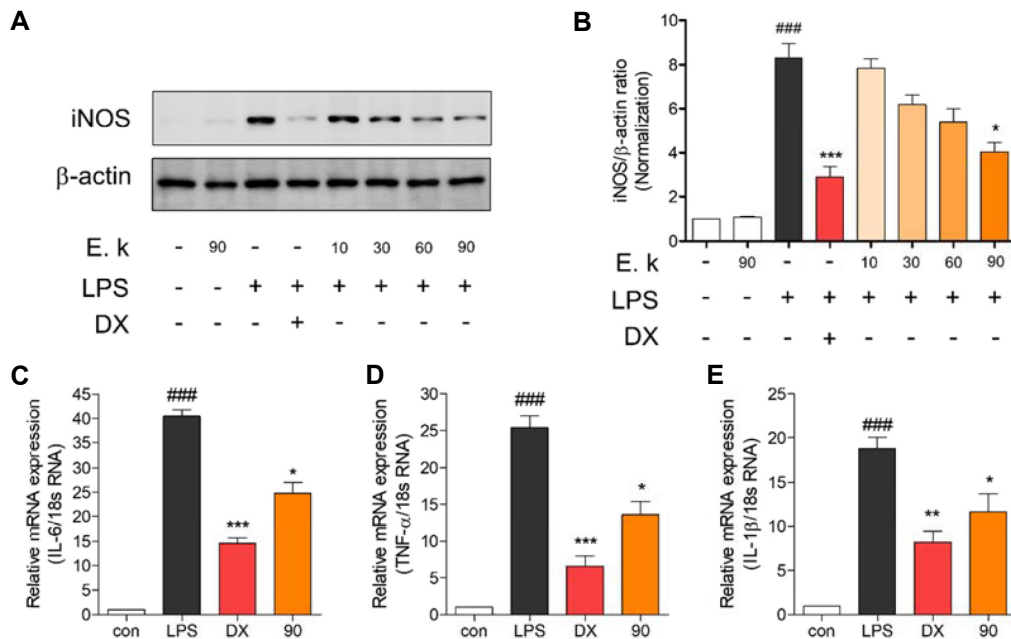 A
iNOS
β-actin
E. k - 90 - - 10 30 60 90
LPS - - + + + + + +
DX - - - + - - - -
B
iNOS/β-actin ratio
(Normalization)
10
8
6
4
2
0
###
***
*
E. k - 90 - - 10 30 60 90
LPS - - + + + + + +
DX - - - + - - - -
C
Relative mRNA expression
(IL-6/18s RNA)
45
40
35
30
25
20
15
10
5
0
###
***
*
con LPS DX 90
D
Relative mRNA expression
(TNF-α/18s RNA)
30
25
20
15
10
5
0
###
***
*
con LPS DX 90
E
Relative mRNA expression
(IL-1β/18s RNA)
25
20
15
10
5
0
###
**
*
con LPS DX 90